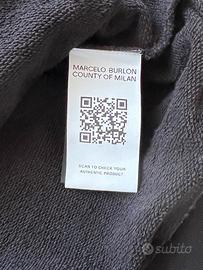 MARCELO BURLON
COUNTY OF MILAN
SCAN TO CHECK YOUR
AUTHENTIC PRODUCT
subito